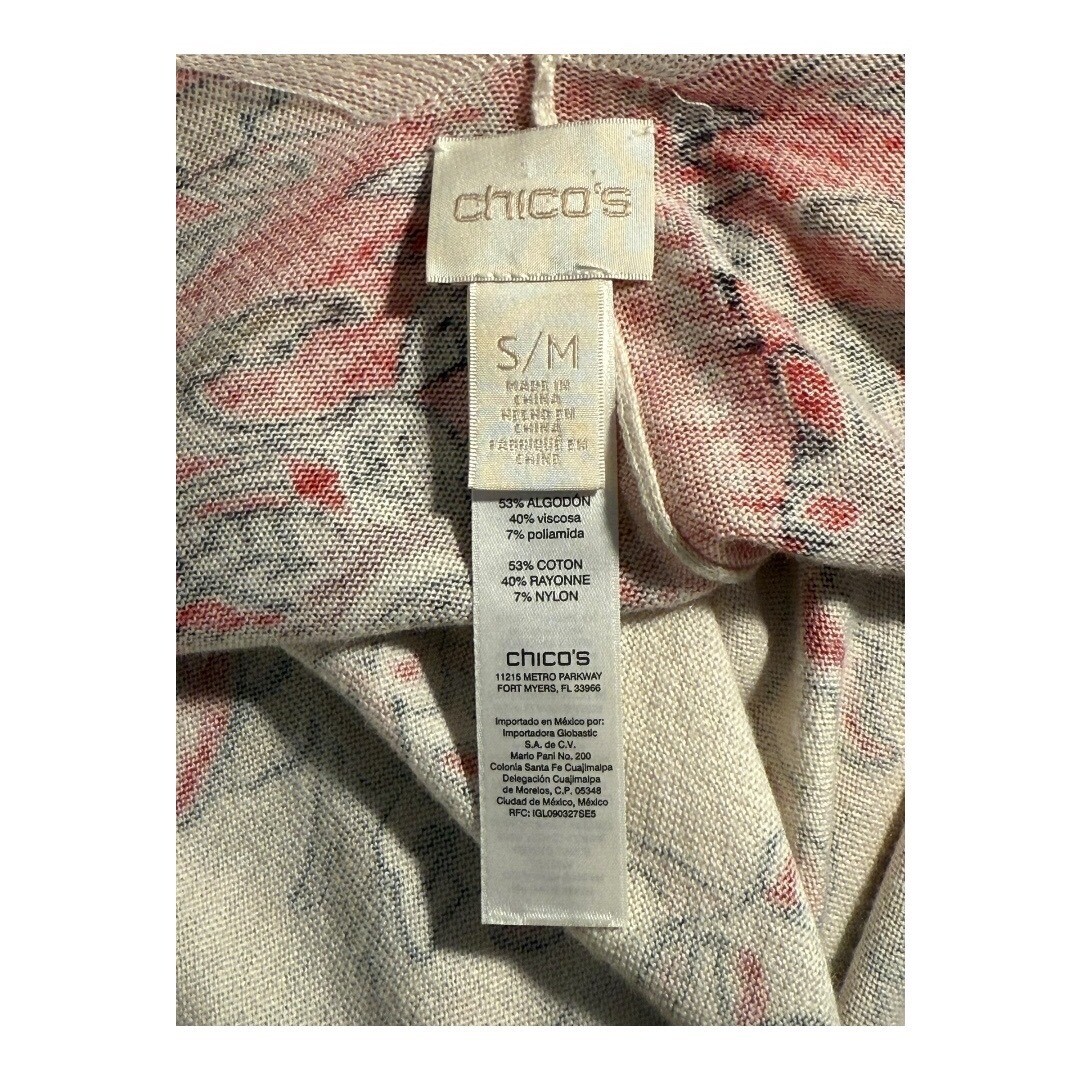 chico's
S/M
MADE IN
CHINA
HECHO EN
CHINA
FABRIQUE EN
CHINE
53% ALGODÓN
40% viscosa
7% poliamida
53% COTON
40% RAYONNE
7% NYLON
chico's
11215 METRO PARKWAY
FORT MYERS, FL 33966
Importado en México por:
Importadora Globastic
S.A. de C.V.
Mario Pani No. 200
Colonia Santa Fe Cuajimalpa
Delegación Cuajimalpa
de Morelos, C.P. 05348
Ciudad de México, México
RFC: IGL090327SE5